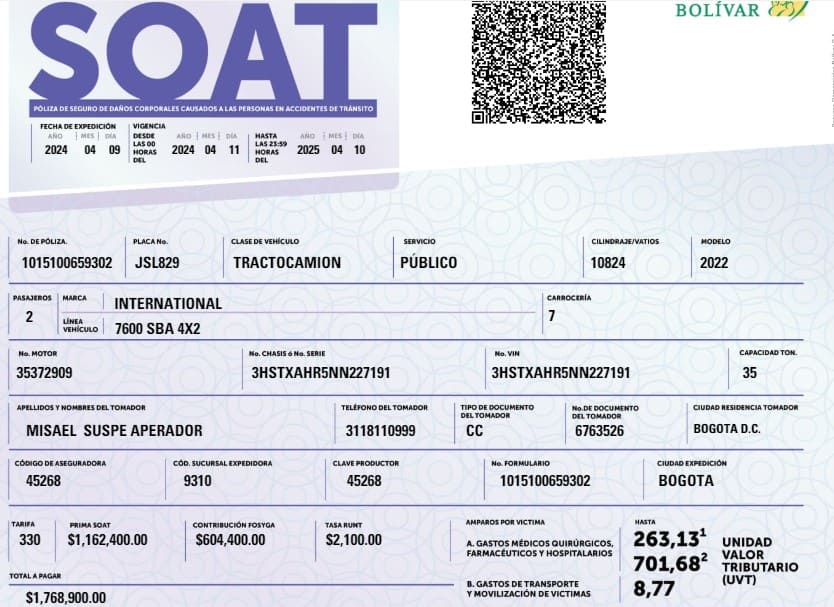 SOAT
BOLÍVAR
PÓLIZA DE SEGURO DE DAÑOS CORPORALES CAUSADOS A LAS PERSONAS EN ACCIDENTES DE TRÁNSITO
FECHA DE EXPEDICIÓN
AÑO MES DÍA
2024 04 09
VIGENCIA
DESDE LAS 00 HORAS DEL
AÑO MES DÍA
2024 04 11
HASTA LAS 23:59 HORAS DEL
AÑO MES DÍA
2025 04 10
No. DE PÓLIZA. PLACA No. CLASE DE VEHÍCULO SERVICIO CILINDRAJE/VATIOS MODELO
1015100659302 JSL829 TRACTOCAMION PÚBLICO 10824 2022
PASAJEROS MARCA INTERNATIONAL CARROCERÍA
2 LÍNEA VEHÍCULO 7600 SBA 4X2 7
No. MOTOR No. CHASIS ó No. SERIE No. VIN CAPACIDAD TON.
35372909 3HSTXAHR5NN227191 3HSTXAHR5NN227191 35
APELLIDOS Y NOMBRES DEL TOMADOR TELÉFONO DEL TOMADOR TIPO DE DOCUMENTO DEL TOMADOR No.DE DOCUMENTO DEL TOMADOR CIUDAD RESIDENCIA TOMADOR
MISAEL SUSPE APERADOR 3118110999 CC 6763526 BOGOTA D.C.
CÓDIGO DE ASEGURADORA CÓD. SUCURSAL EXPEDIDORA CLAVE PRODUCTOR No. FORMULARIO CIUDAD EXPEDICIÓN
45268 9310 45268 1015100659302 BOGOTA
TARIFA PRIMA SOAT CONTRIBUCIÓN FOSYGA TASA RUNT
330 $1,162,400.00 $604,400.00 $2,100.00
TOTAL A PAGAR
$1,768,900.00
AMPAROS POR VICTIMA HASTA
A. GASTOS MÉDICOS QUIRÚRGICOS, FARMACÉUTICOS Y HOSPITALARIOS
263,13¹
701,68²
B. GASTOS DE TRANSPORTE Y MOVILIZACIÓN DE VICTIMAS
8,77
UNIDAD
VALOR
TRIBUTARIO
(UVT)